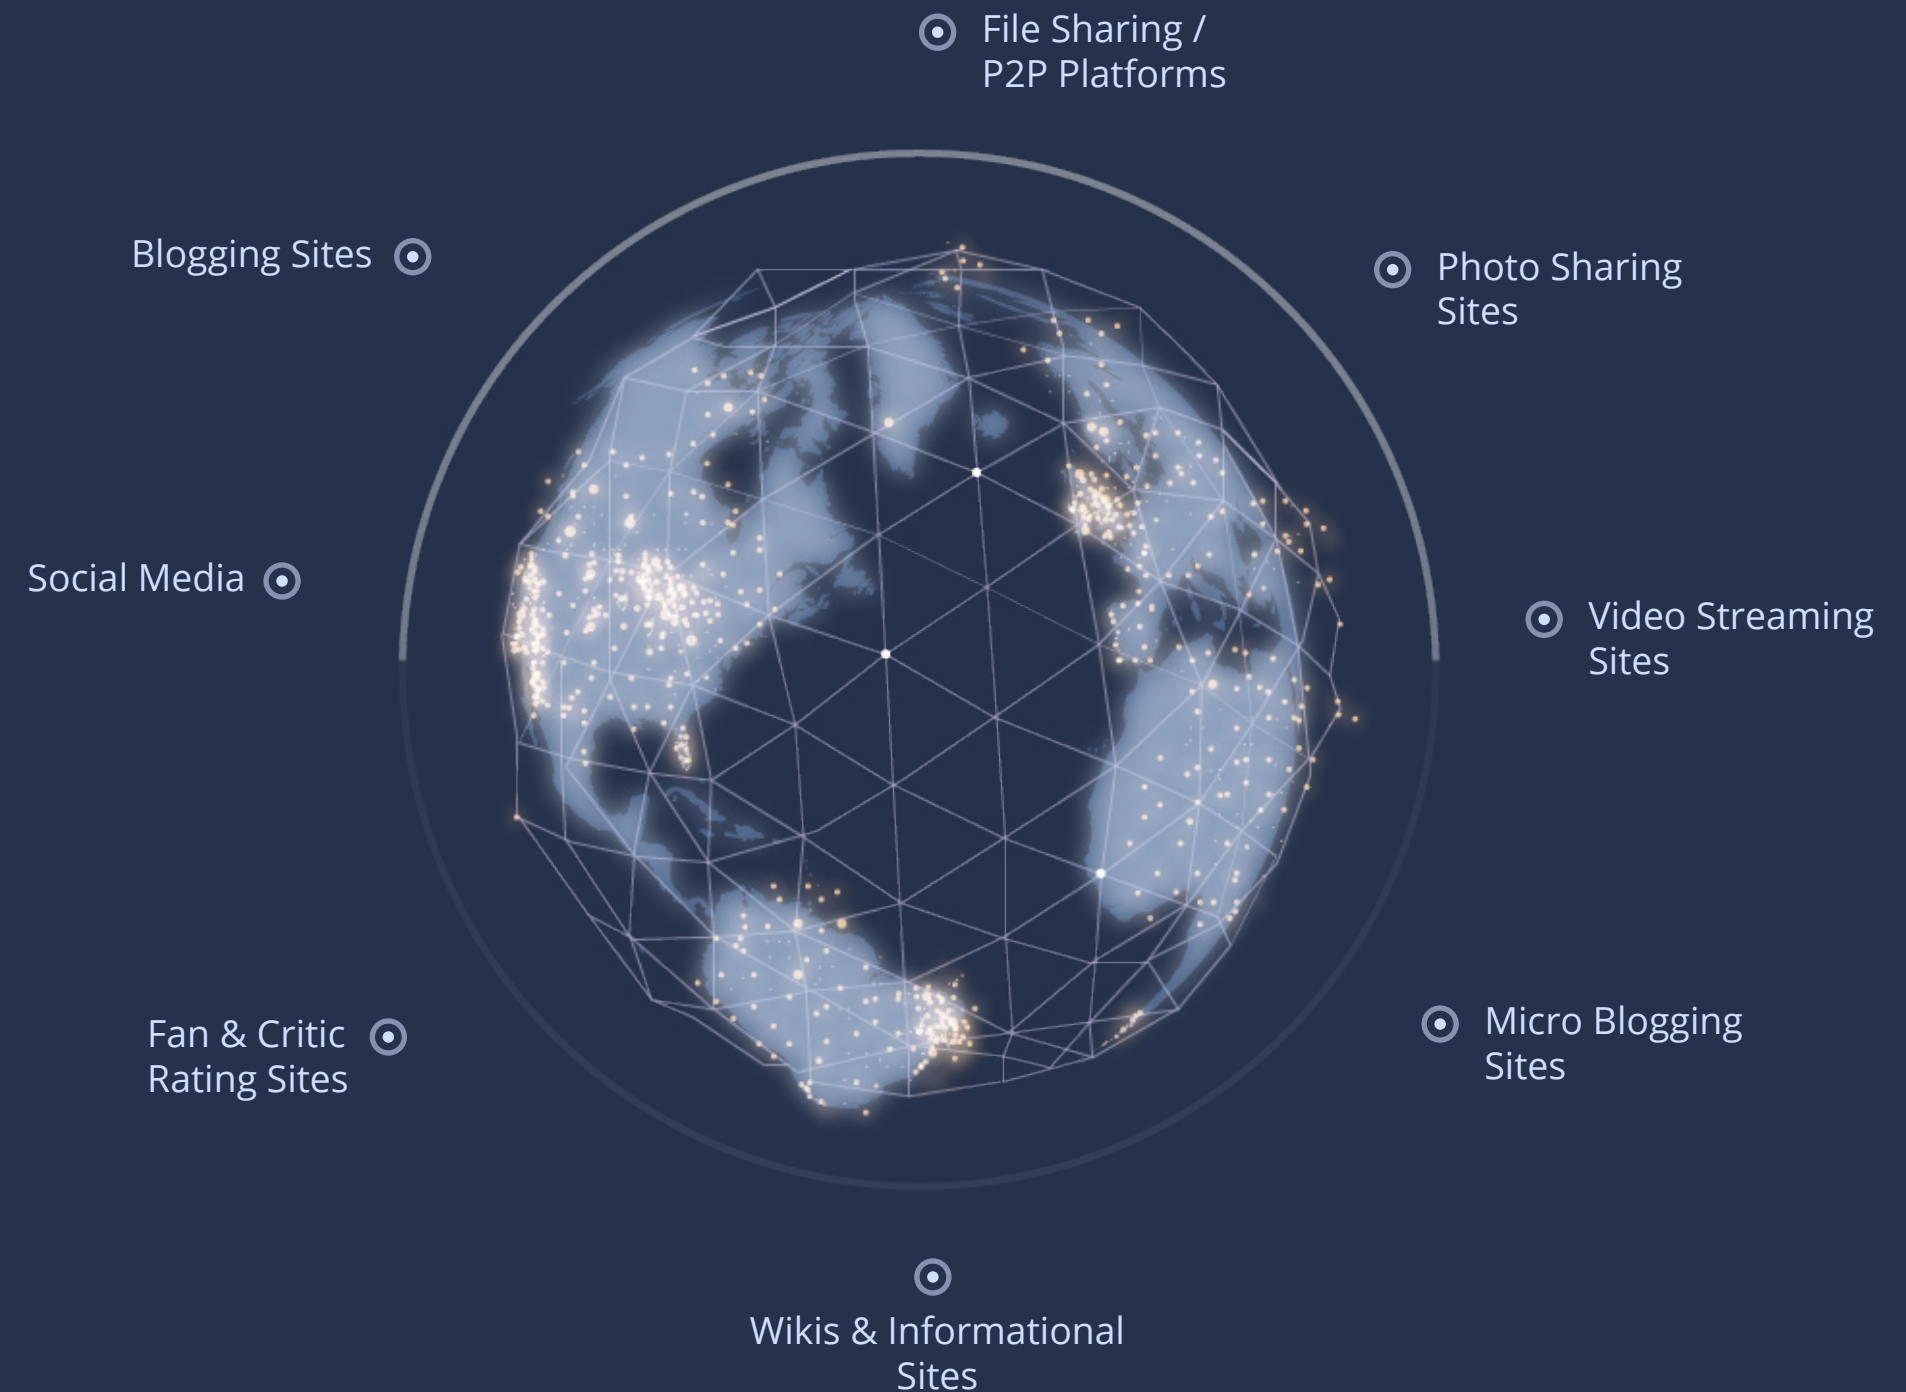 File Sharing /
P2P Platforms
Blogging Sites
Photo Sharing
Sites
Social Media
Video Streaming
Sites
Fan & Critic
Rating Sites
Micro Blogging
Sites
Wikis & Informational
Sites